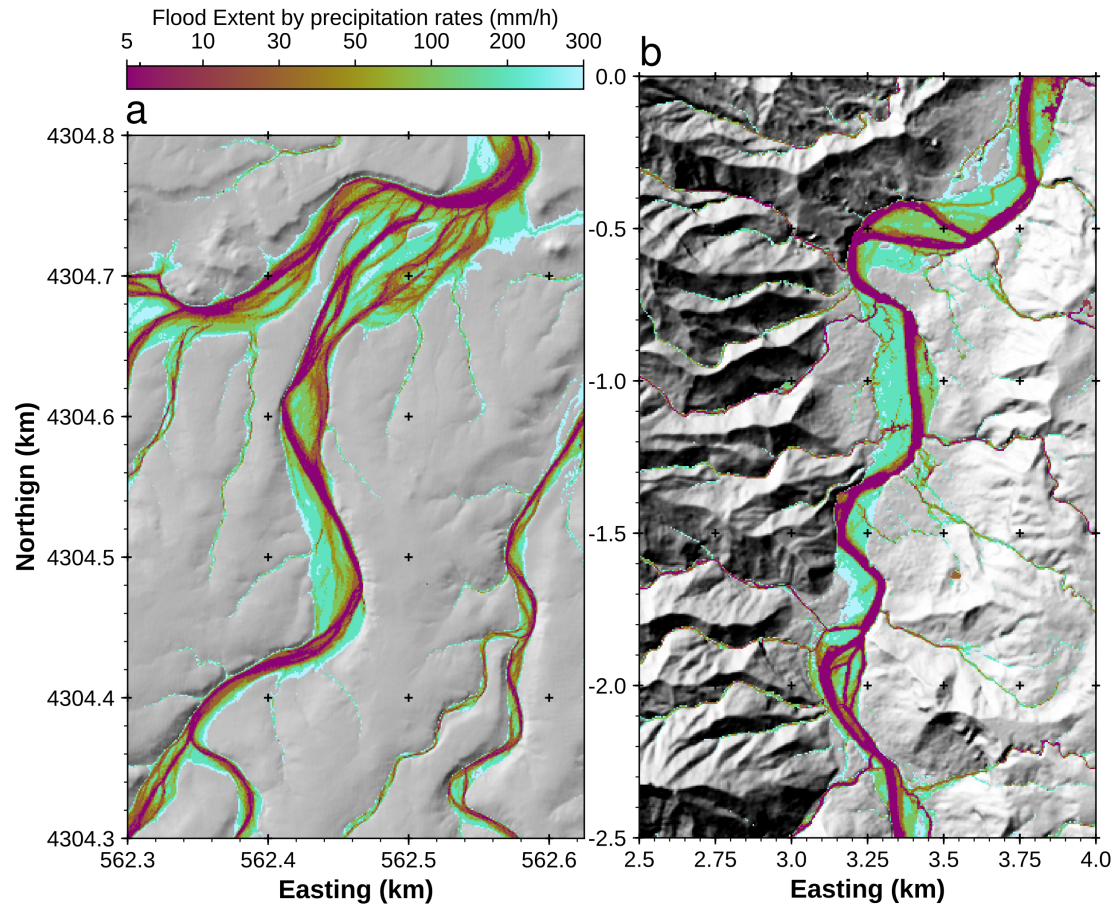 Flood Extent by precipitation rates (mm/h)
5 10 30 50 100 200 300
a
b
4304.8
4304.7
4304.6
4304.5
4304.4
4304.3
Northign (km)
562.3 562.4 562.5 562.6
Easting (km)
0.0
-0.5
-1.0
-1.5
-2.0
-2.5
2.5 2.75 3.0 3.25 3.5 3.75 4.0
Easting (km)